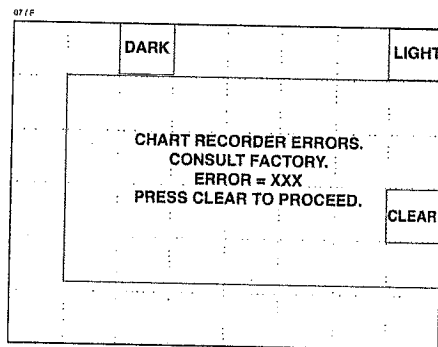 07 / F
DARK
LIGHT
CHART RECORDER ERRORS.
CONSULT FACTORY.
ERROR = XXX
PRESS CLEAR TO PROCEED.
CLEAR